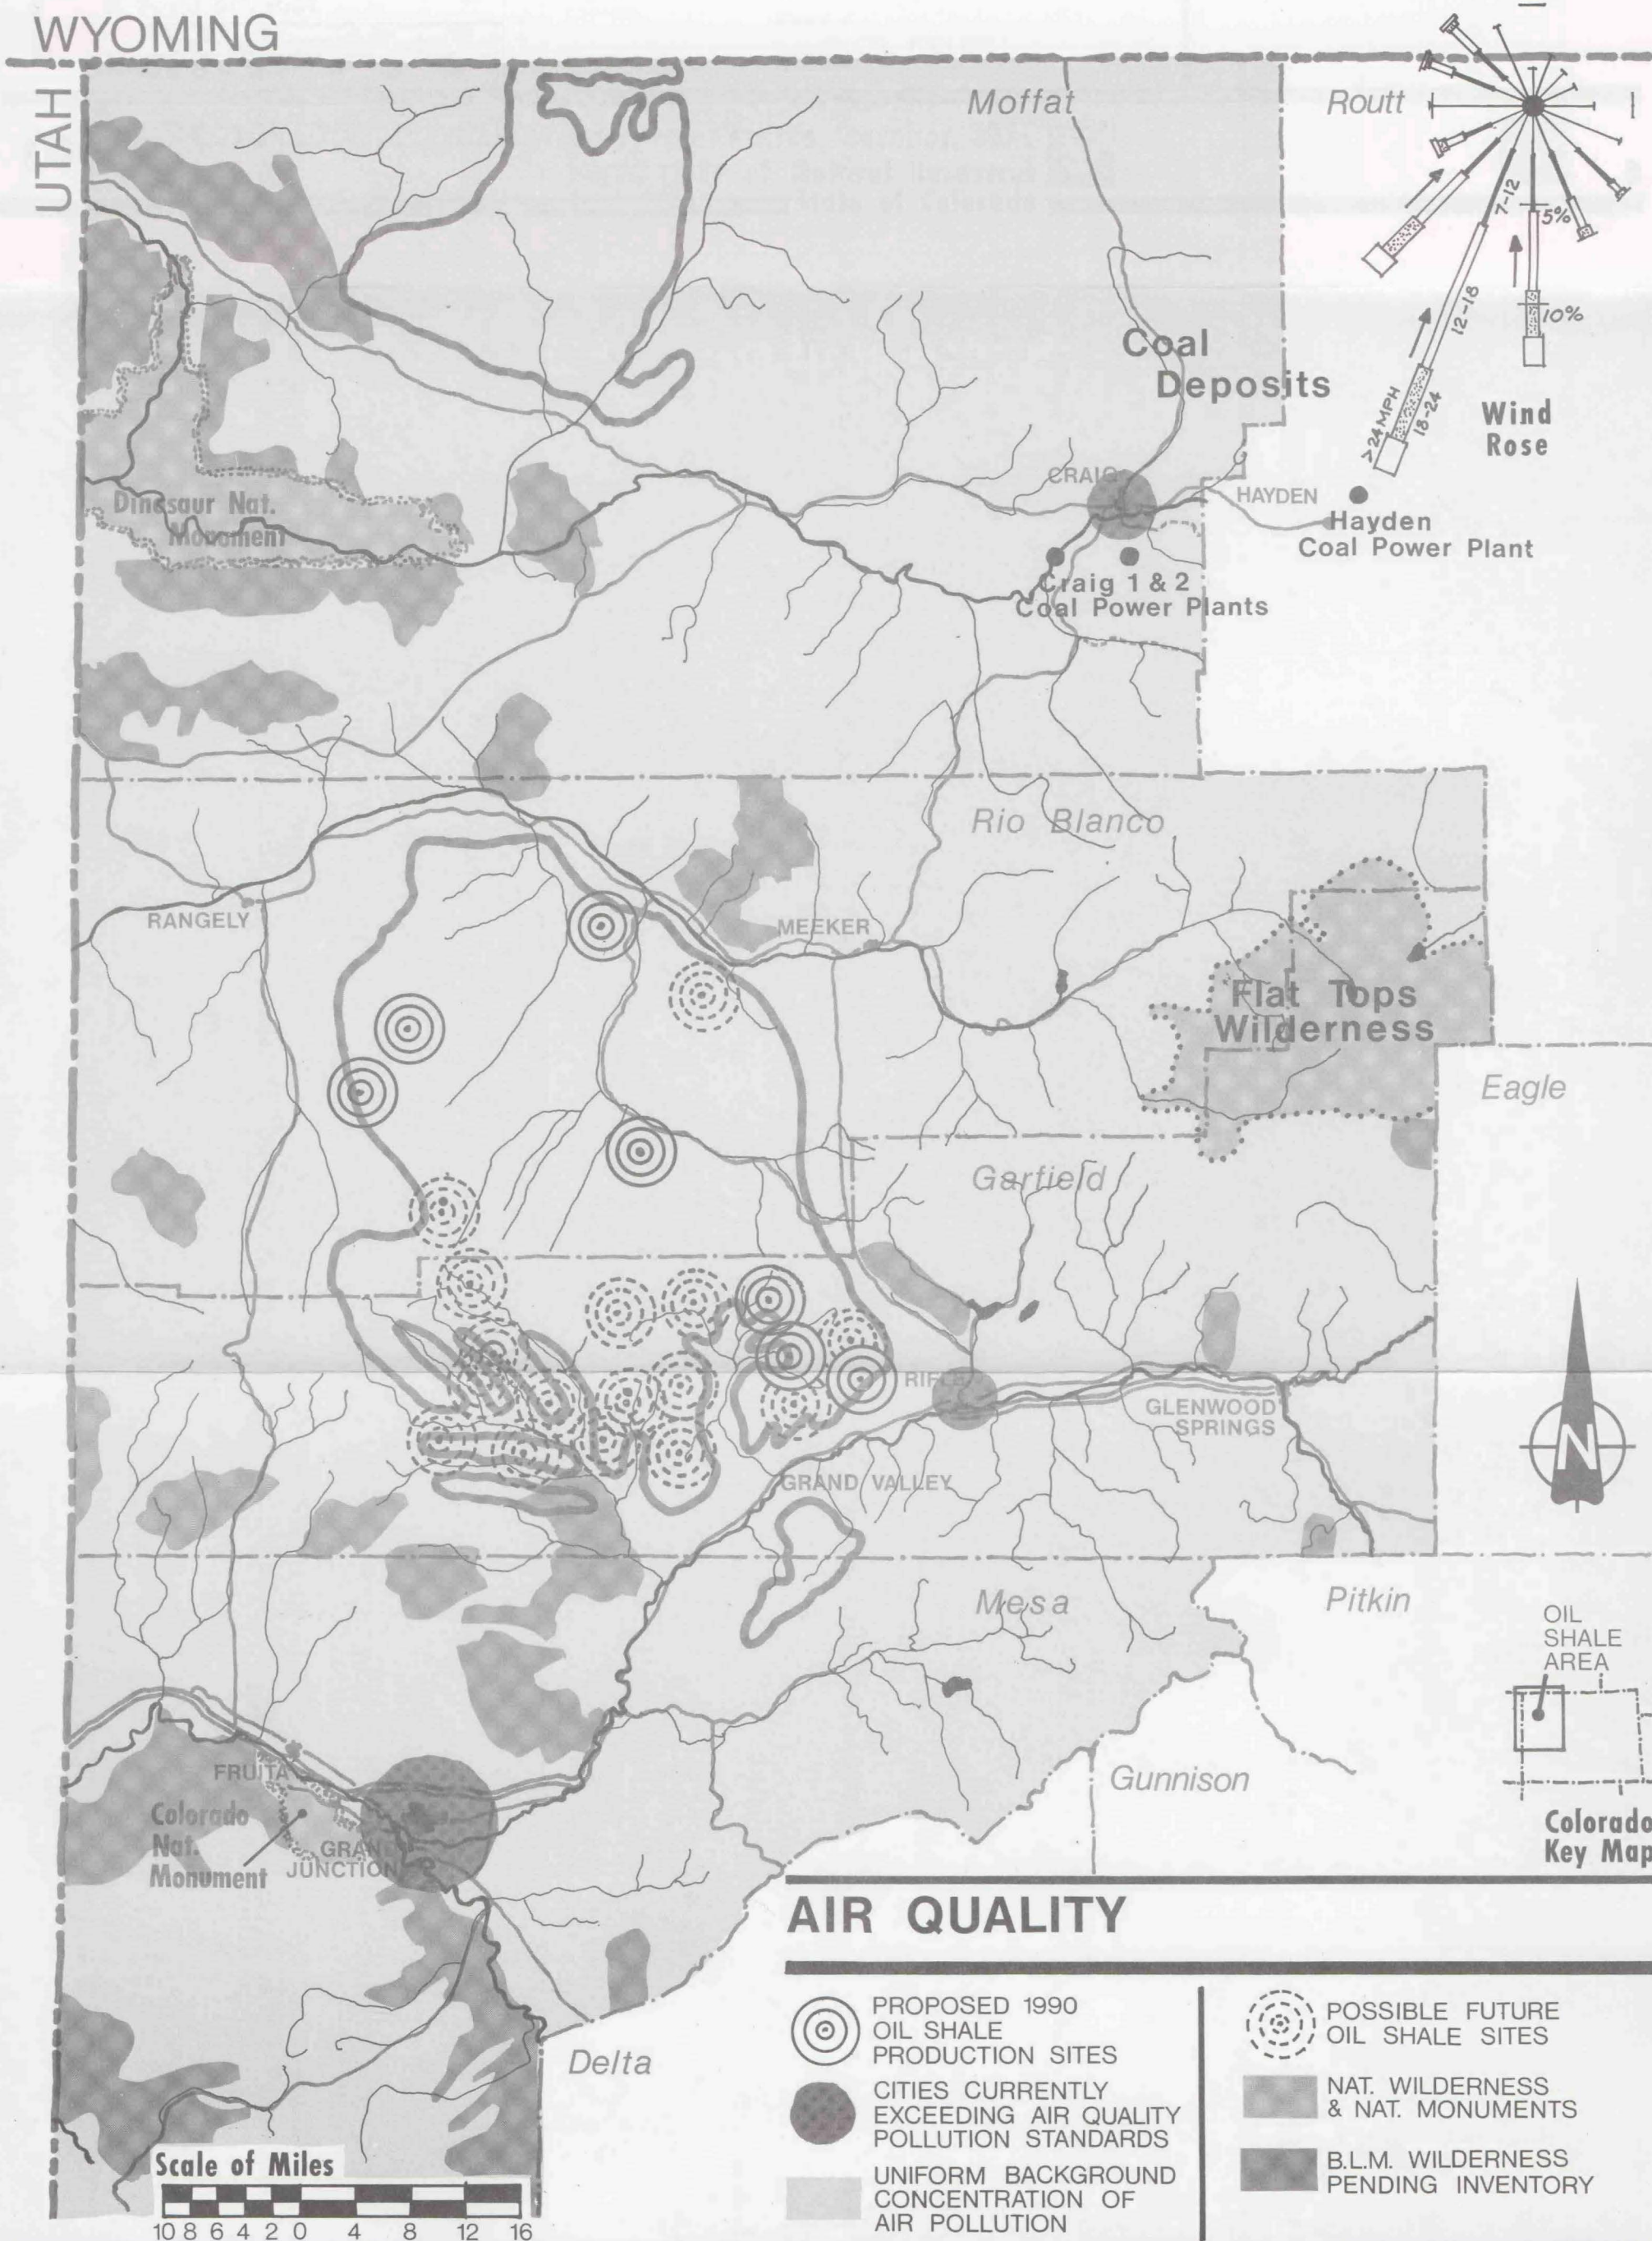 WYOMING
UTAH
Moffat
Routt
7-12
5%
12-18
10%
>24 MPH
18-24
Wind
Rose
Coal
Deposits
CRAIG
HAYDEN
Hayden
Coal Power Plant
Craig 1 & 2
Coal Power Plants
Dinosaur Nat.
Monument
Rio Blanco
RANGELY
MEEKER
Flat Tops
Wilderness
Eagle
Garfield
RIFLE
GLENWOOD
SPRINGS
GRAND VALLEY
N
Mesa
Pitkin
OIL
SHALE
AREA
Gunnison
Colorado
Key Map
FRUITA
Colorado
Nat.
Monument
GRAND
JUNCTION
Delta
AIR QUALITY
PROPOSED 1990
OIL SHALE
PRODUCTION SITES
CITIES CURRENTLY
EXCEEDING AIR QUALITY
POLLUTION STANDARDS
UNIFORM BACKGROUND
CONCENTRATION OF
AIR POLLUTION
POSSIBLE FUTURE
OIL SHALE SITES
NAT. WILDERNESS
& NAT. MONUMENTS
B.L.M. WILDERNESS
PENDING INVENTORY
Scale of Miles
10 8 6 4 2 0 4 8 12 16